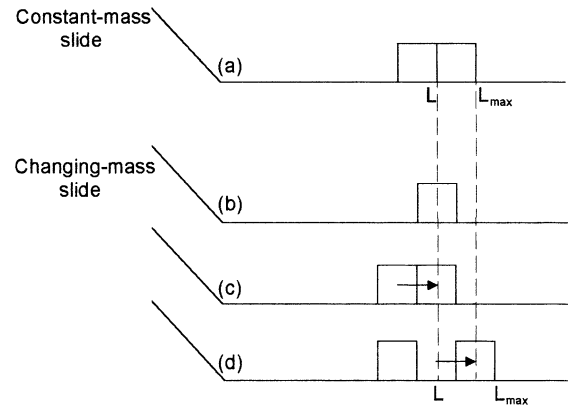 Constant-mass
slide
(a)
L
Lmax
Changing-mass
slide
(b)
(c)
(d)
L
Lmax